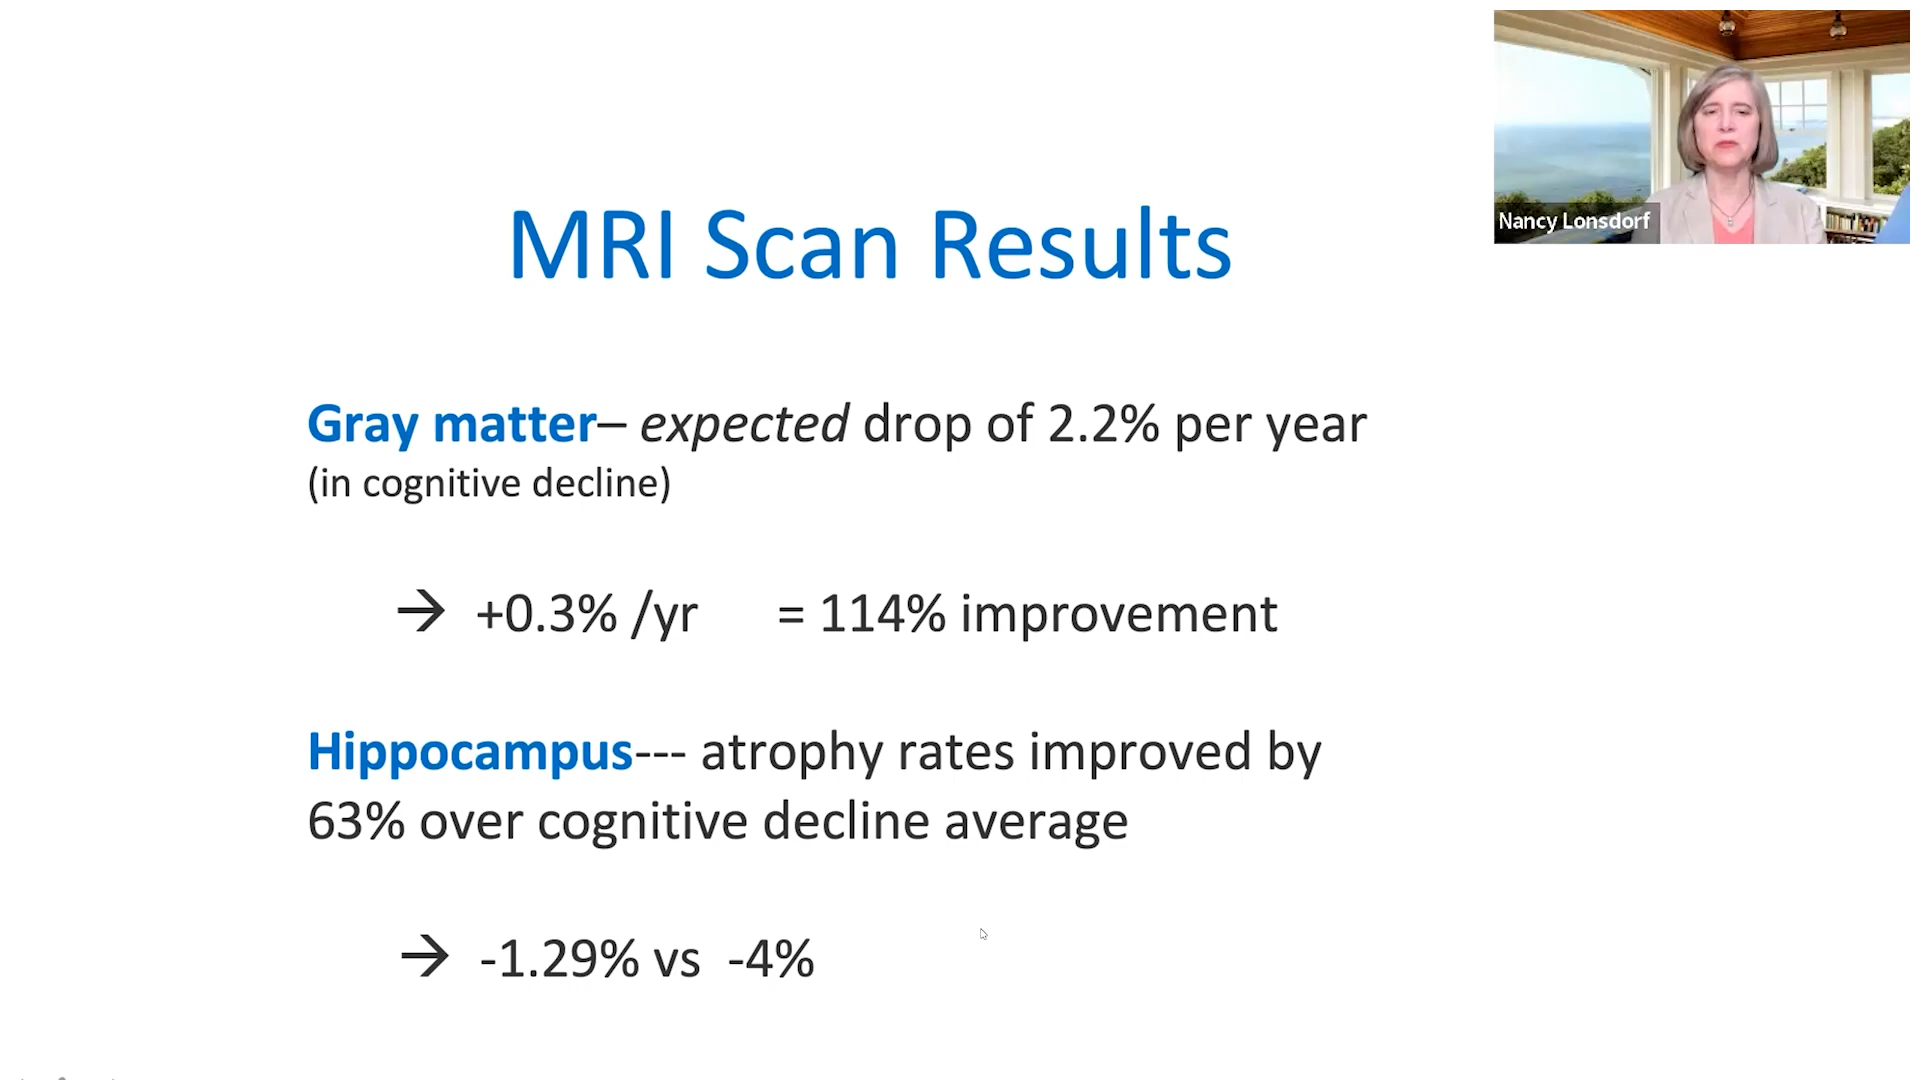 Nancy Lonsdorf
MRI Scan Results
Gray matter– expected drop of 2.2% per year
(in cognitive decline)
→ +0.3% /yr = 114% improvement
Hippocampus--- atrophy rates improved by
63% over cognitive decline average
→ -1.29% vs -4%